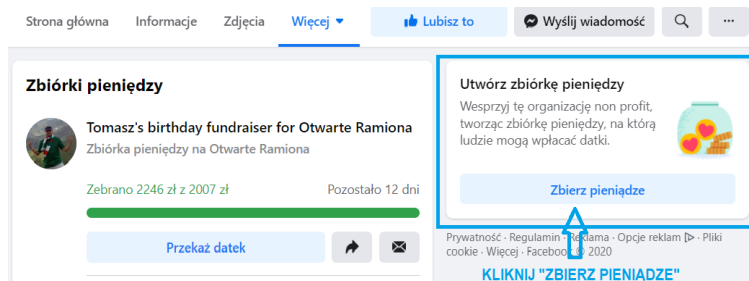 Strona główna Informacje Zdjęcia Więcej Lubisz to Wyślij wiadomość ...
Zbiórki pieniędzy
Tomasz's birthday fundraiser for Otwarte Ramiona
Zbiórka pieniędzy na Otwarte Ramiona
Zebrano 2246 zł z 2007 zł Pozostało 12 dni
Przekaż datek
Utwórz zbiórkę pieniędzy
Wesprzyj tę organizację non profit,
tworząc zbiórkę pieniędzy, na którą
ludzie mogą wpłacać datki.
Zbierz pieniądze
Prywatność · Regulamin · Reklama · Opcje reklam · Pliki
cookie · Więcej · Facebook © 2020
KLIKNIJ "ZBIERZ PIENIĄDZE"